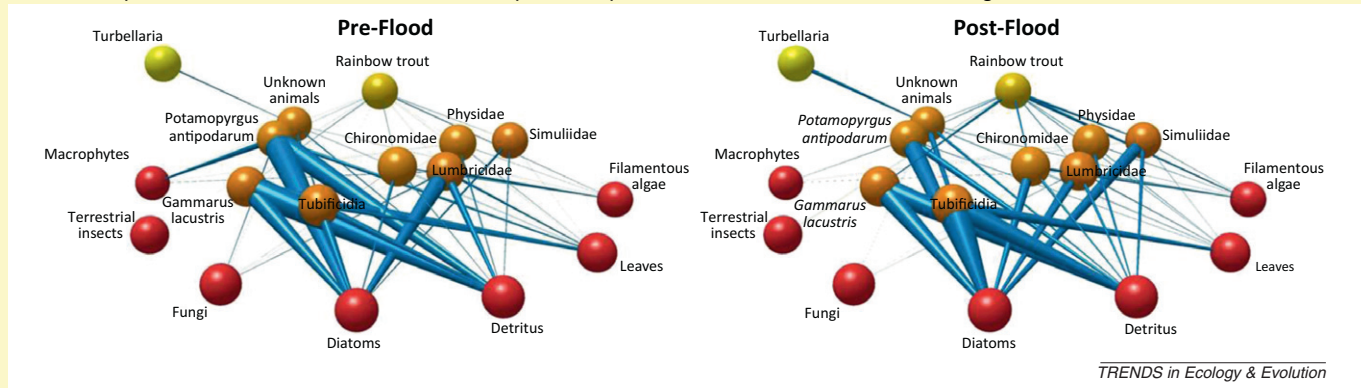 Pre-Flood
Turbellaria
Rainbow trout
Unknown
animals
Potamopyrgus
antipodarum
Physidae
Chironomidae
Simuliidae
Macrophytes
Lumbricidae
Filamentous
algae
Gammarus
lacustris
Tubificidia
Terrestrial
insects
Leaves
Fungi
Detritus
Diatoms
Post-Flood
Turbellaria
Rainbow trout
Unknown
animals
Potamopyrgus
antipodarum
Physidae
Chironomidae
Simuliidae
Macrophytes
Lumbricidae
Filamentous
algae
Gammarus
lacustris
Tubificidia
Terrestrial
insects
Leaves
Fungi
Detritus
Diatoms
TRENDS in Ecology & Evolution